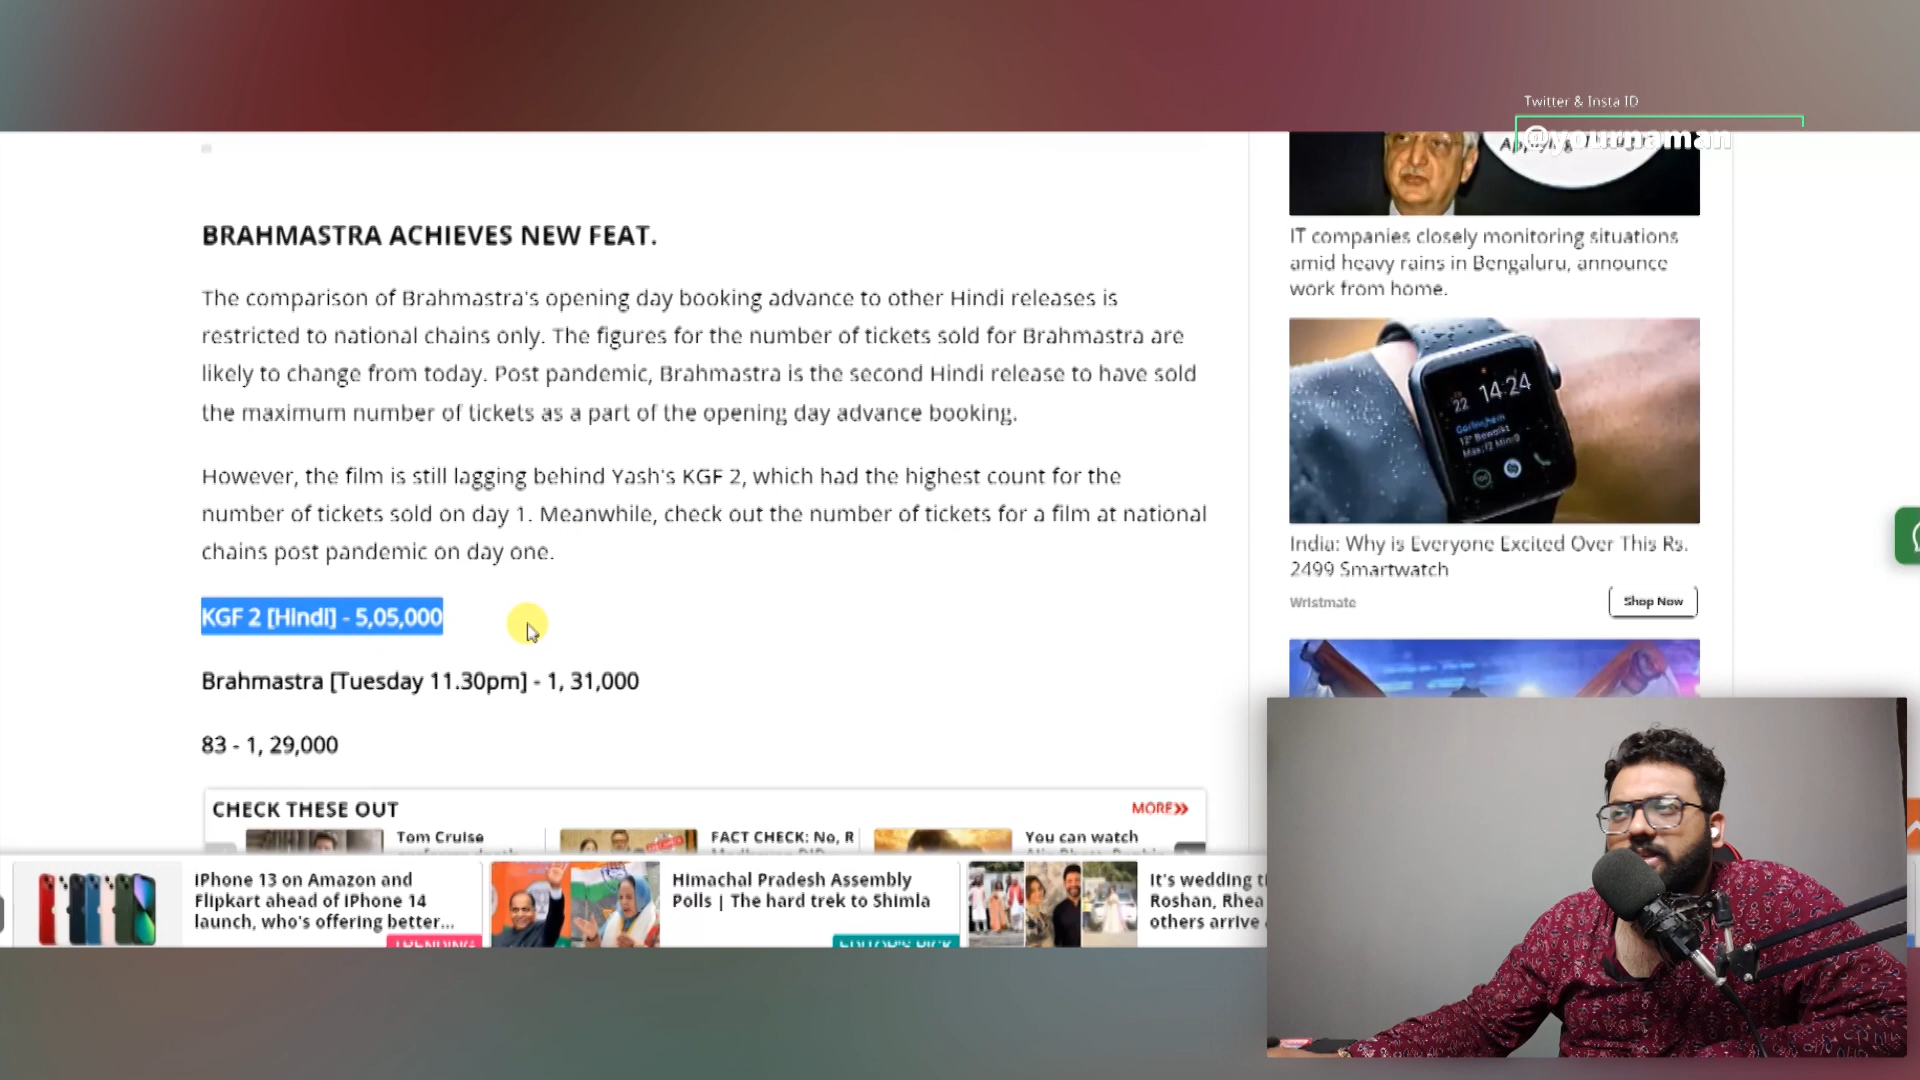 Twitter & Insta ID
@yournaman
BRAHMASTRA ACHIEVES NEW FEAT.
The comparison of Brahmastra's opening day booking advance to other Hindi releases is
restricted to national chains only. The figures for the number of tickets sold for Brahmastra are
likely to change from today. Post pandemic, Brahmastra is the second Hindi release to have sold
the maximum number of tickets as a part of the opening day advance booking.
However, the film is still lagging behind Yash's KGF 2, which had the highest count for the
number of tickets sold on day 1. Meanwhile, check out the number of tickets for a film at national
chains post pandemic on day one.
KGF 2 [Hindi] - 5,05,000
Brahmastra [Tuesday 11.30pm] - 1, 31,000
83 - 1, 29,000
CHECK THESE OUT
MORE
Tom Cruise
FACT CHECK: No, R
You can watch
IT companies closely monitoring situations
amid heavy rains in Bengaluru, announce
work from home.
22 14:24
India: Why is Everyone Excited Over This Rs.
2499 Smartwatch
Wristmate
Shop Now
iPhone 13 on Amazon and
Flipkart ahead of iPhone 14
launch, who's offering better...
TRENDING
Himachal Pradesh Assembly
Polls | The hard trek to Shimla
EDITOR'S PICK
It's wedding
Roshan, Rhea
others arrive